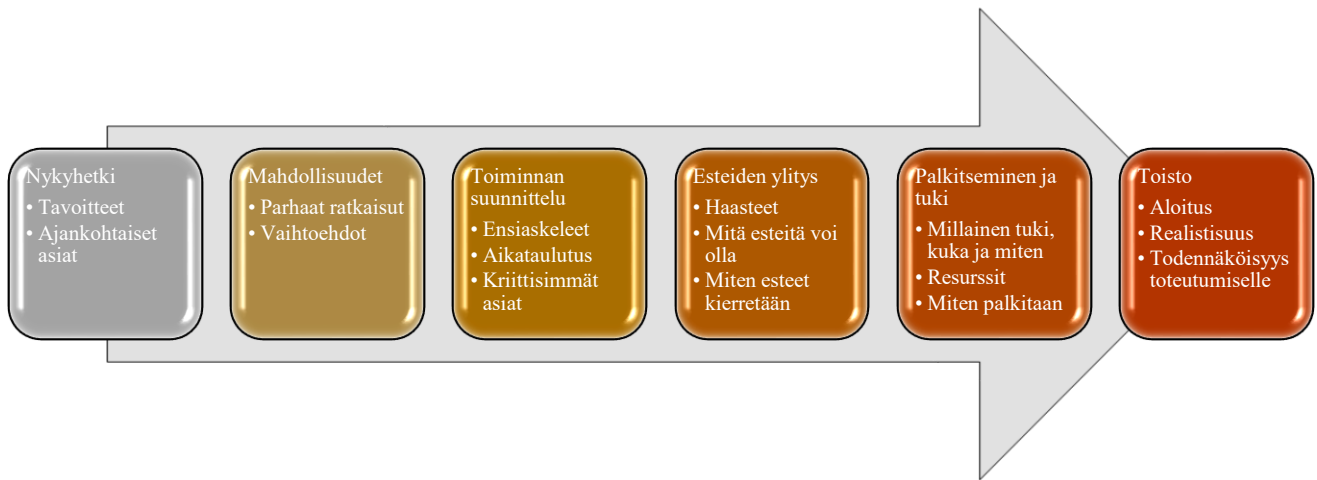 Nykyhetki
• Tavoitteet
• Ajankohtaiset
asiat
Mahdollisuudet
• Parhaat ratkaisut
• Vaihtoehdot
Toiminnan
suunnittelu
• Ensiaskeleet
• Aikataulutus
• Kriittisimmät
asiat
Esteiden ylitys
• Haasteet
• Mitä esteitä voi
olla
• Miten esteet
kierretään
Palkitseminen ja
tuki
• Millainen tuki,
kuka ja miten
• Resurssit
• Miten palkitaan
Toisto
• Aloitus
• Realistisuus
• Todennäköisyys
toteutumiselle